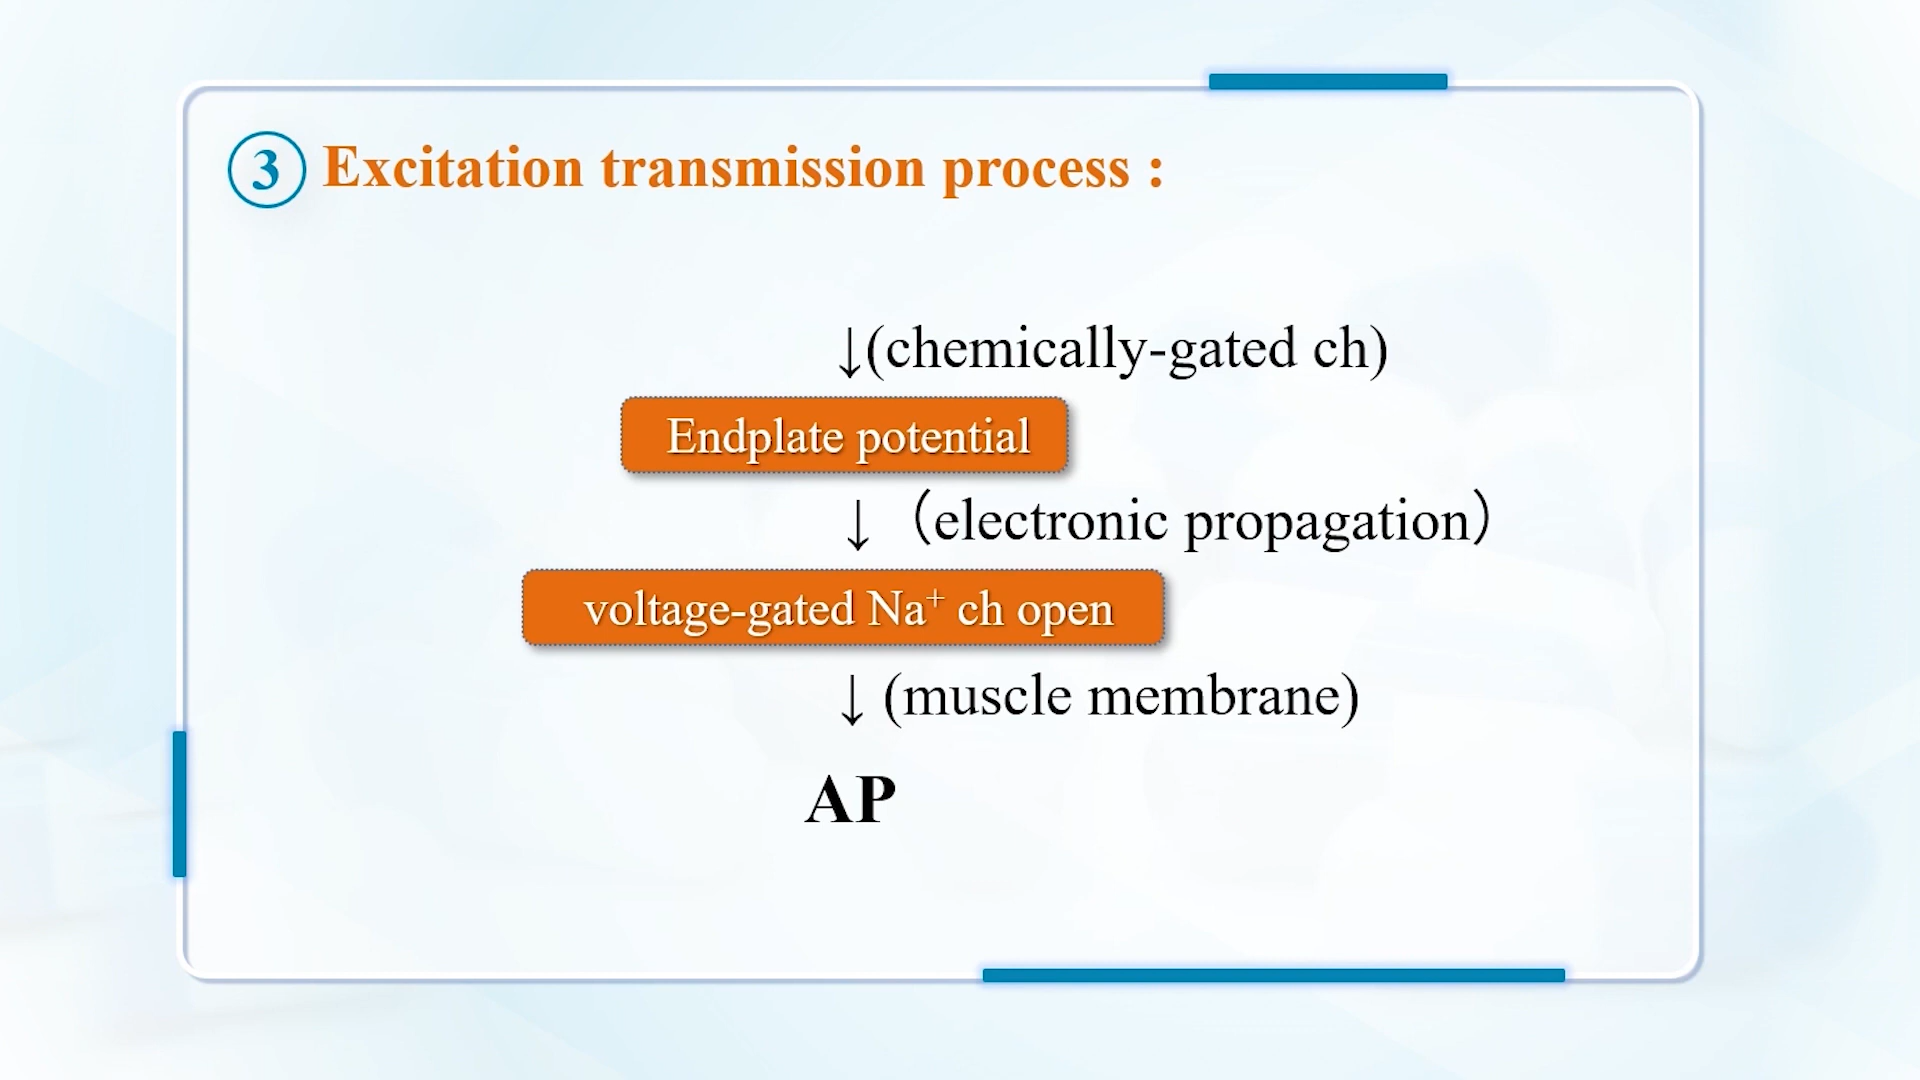 ③ Excitation transmission process :
↓(chemically-gated ch)
Endplate potential
↓（electronic propagation）
voltage-gated Na⁺ ch open
↓ (muscle membrane)
AP